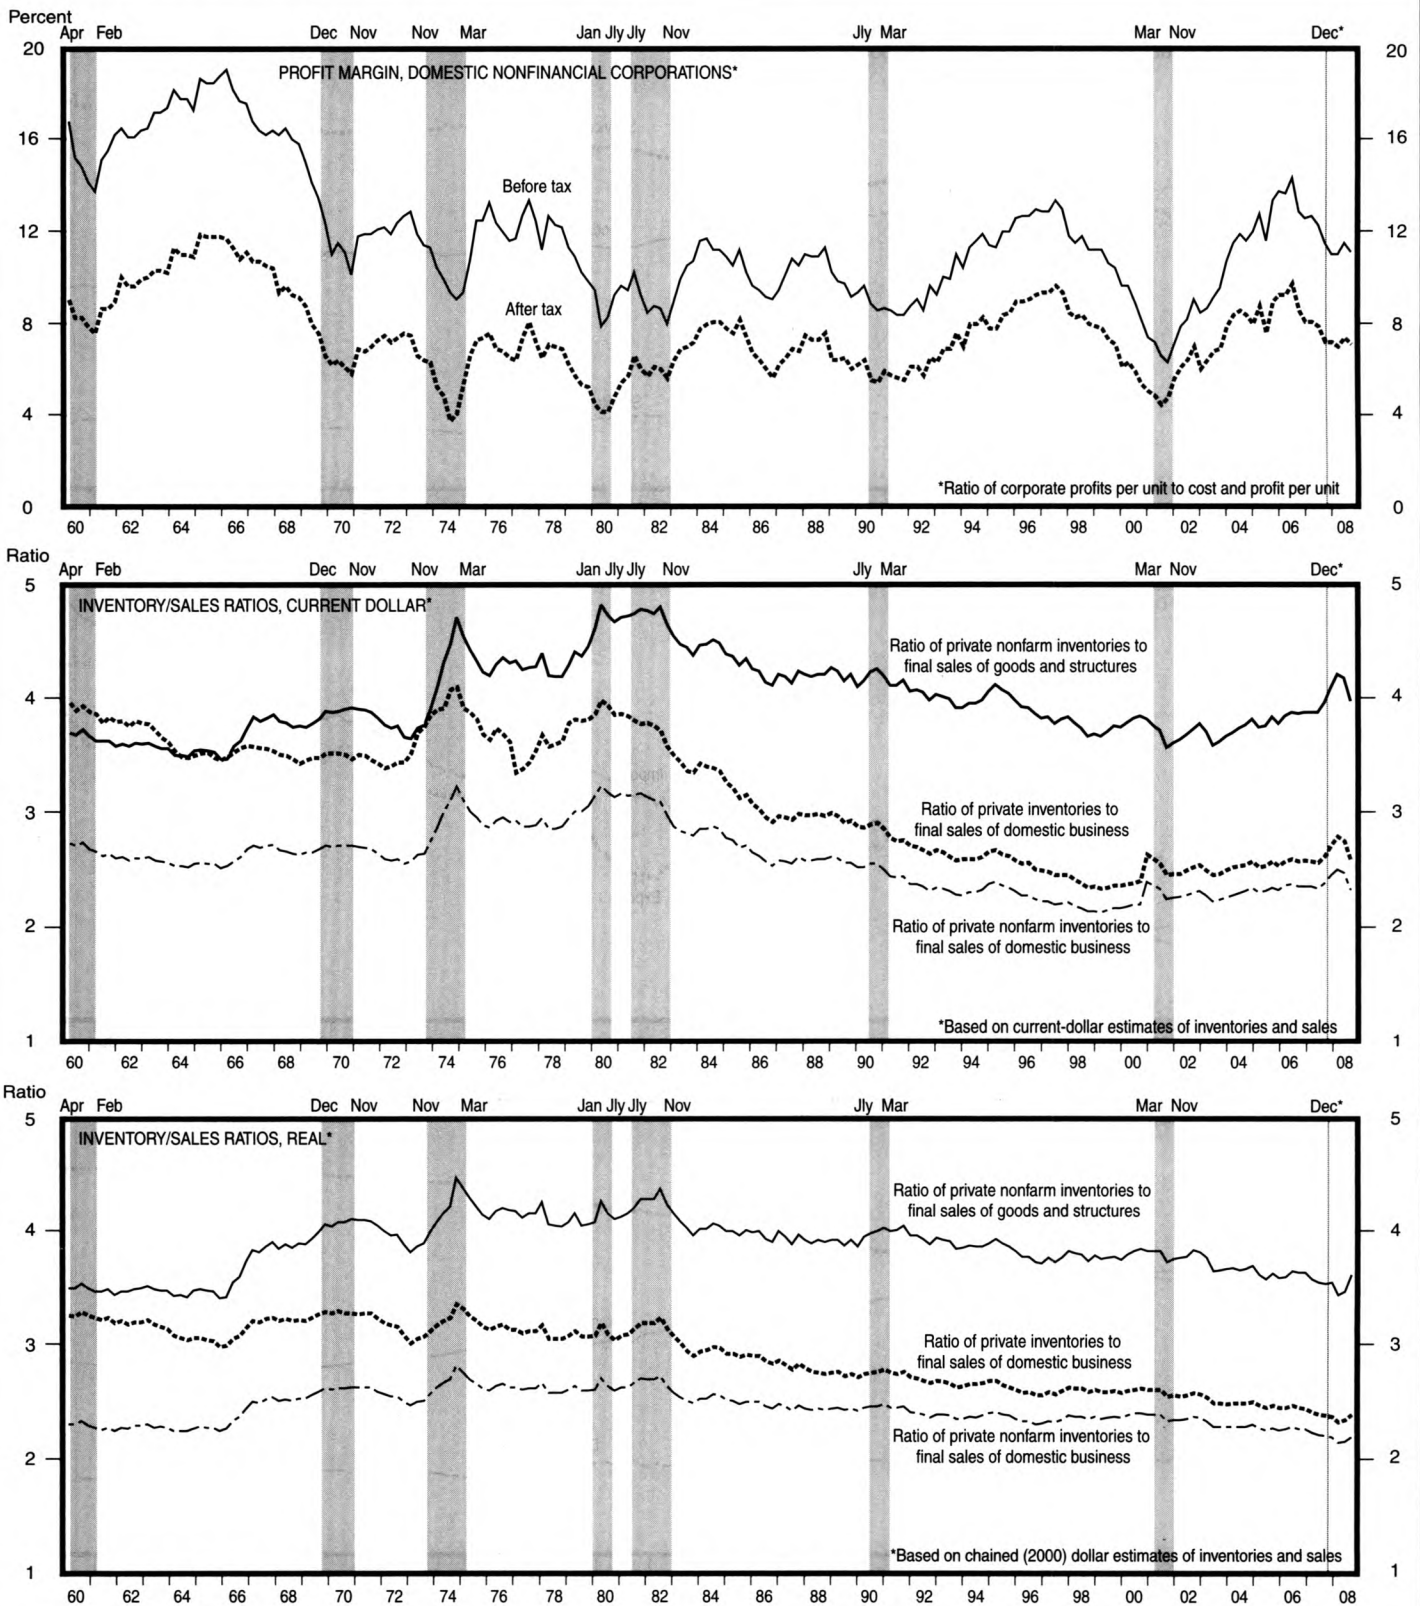 Percent
Apr Feb Dec Nov Nov Mar Jan Jly Jly Nov Jly Mar Mar Nov Dec*
20 20
PROFIT MARGIN, DOMESTIC NONFINANCIAL CORPORATIONS*
16 16
Before tax
12 12
After tax
8 8
4 4
*Ratio of corporate profits per unit to cost and profit per unit
0 0
60 62 64 66 68 70 72 74 76 78 80 82 84 86 88 90 92 94 96 98 00 02 04 06 08
Ratio
Apr Feb Dec Nov Nov Mar Jan Jly Jly Nov Jly Mar Mar Nov Dec*
5 5
INVENTORY/SALES RATIOS, CURRENT DOLLAR*
Ratio of private nonfarm inventories to
final sales of goods and structures
4 4
Ratio of private inventories to
3 3
final sales of domestic business
Ratio of private nonfarm inventories to
2 2
final sales of domestic business
*Based on current-dollar estimates of inventories and sales
1 1
60 62 64 66 68 70 72 74 76 78 80 82 84 86 88 90 92 94 96 98 00 02 04 06 08
Ratio
Apr Feb Dec Nov Nov Mar Jan Jly Jly Nov Jly Mar Mar Nov Dec*
5 5
INVENTORY/SALES RATIOS, REAL*
Ratio of private nonfarm inventories to
final sales of goods and structures
4 4
Ratio of private inventories to
3 3
final sales of domestic business
Ratio of private nonfarm inventories to
final sales of domestic business
2 2
*Based on chained (2000) dollar estimates of inventories and sales
1 1
60 62 64 66 68 70 72 74 76 78 80 82 84 86 88 90 92 94 96 98 00 02 04 06 08